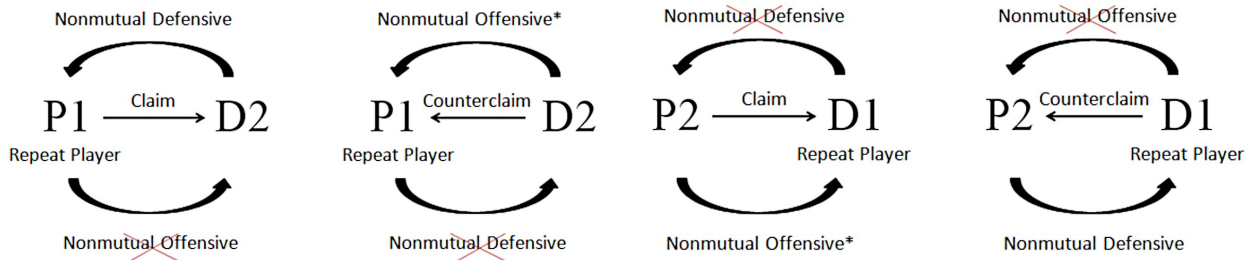 Nonmutual Defensive
P1 Claim D2
Repeat Player
Nonmutual Offensive
Nonmutual Offensive*
P1 Counterclaim D2
Repeat Player
Nonmutual Defensive
Nonmutual Defensive
P2 Claim D1
Repeat Player
Nonmutual Offensive*
Nonmutual Offensive
P2 Counterclaim D1
Repeat Player
Nonmutual Defensive